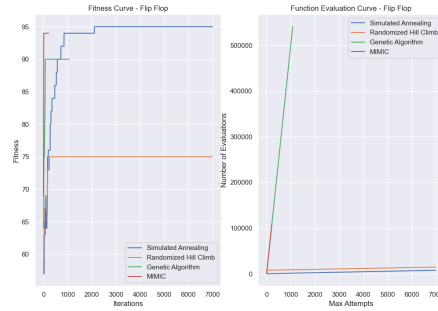 Fitness Curve - Flip Flop
95
90
85
80
75
70
65
60
Fitness
0
1000
2000
3000
4000
5000
6000
7000
Iterations
Simulated Annealing
Randomized Hill Climb
Genetic Algorithm
MIMIC
Function Evaluation Curve - Flip Flop
500000
400000
300000
200000
100000
0
Number of Evaluations
0
1000
2000
3000
4000
5000
6000
Max Attempts
Simulated Annealing
Randomized Hill Climb
Genetic Algorithm
MIMIC